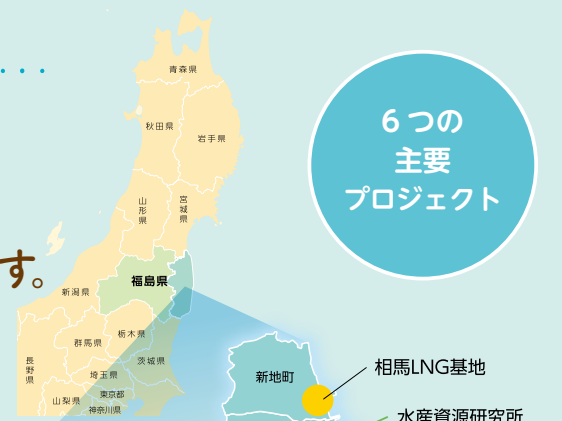 青森県
秋田県
岩手県
6つの
主要
プロジェクト
山形県
宮城県
す。
福島県
新潟県
栃木県
群馬県
茨城県
長野県
埼玉県
東京都
山梨県
神奈川県
新地町
相馬LNG基地
水産資源研究所